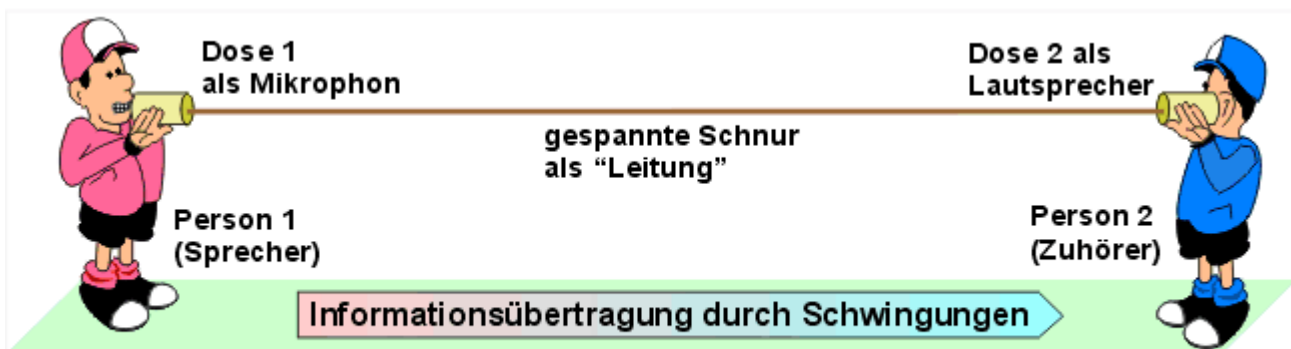 Dose 1
als Mikrophon
Dose 2 als
Lautsprecher
gespannte Schnur
als “Leitung”
Person 1
(Sprecher)
Person 2
(Zuhörer)
Informationsübertragung durch Schwingungen